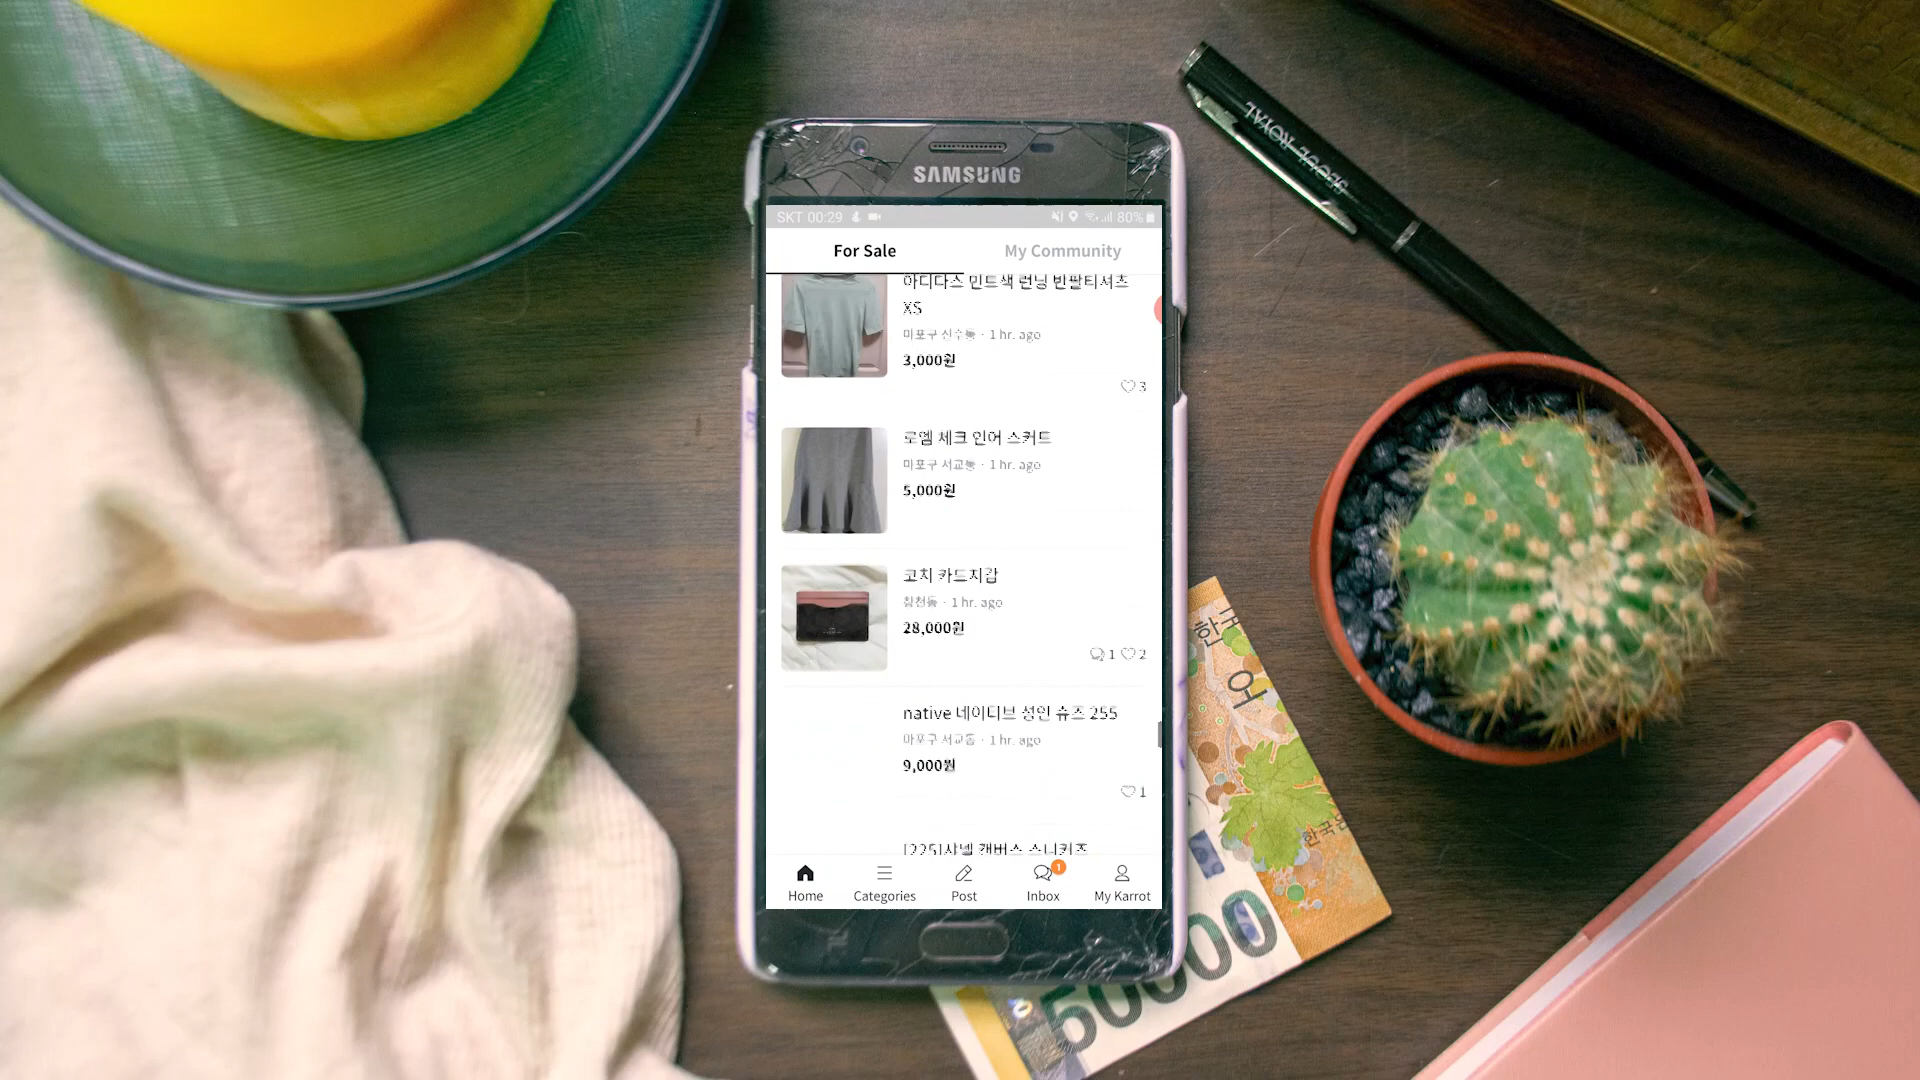 SEOUL ROYAL
SAMSUNG
SKT 00:29
80%
For Sale
My Community
아디다스 민트색 런닝 반팔티셔츠
XS
마포구 신수동 · 1 hr. ago
3,000원
3
로엠 체크 인어 스커트
마포구 서교동 · 1 hr. ago
5,000원
코치 카드지갑
창천동 · 1 hr. ago
28,000원
1
2
native 네이티브 성인 슈즈 255
마포구 서교동 · 1 hr. ago
9,000원
1
[225]샤넬 캔버스 스니커즈
1
Home
Categories
Post
Inbox
My Karrot
한국
오
한국은
50000